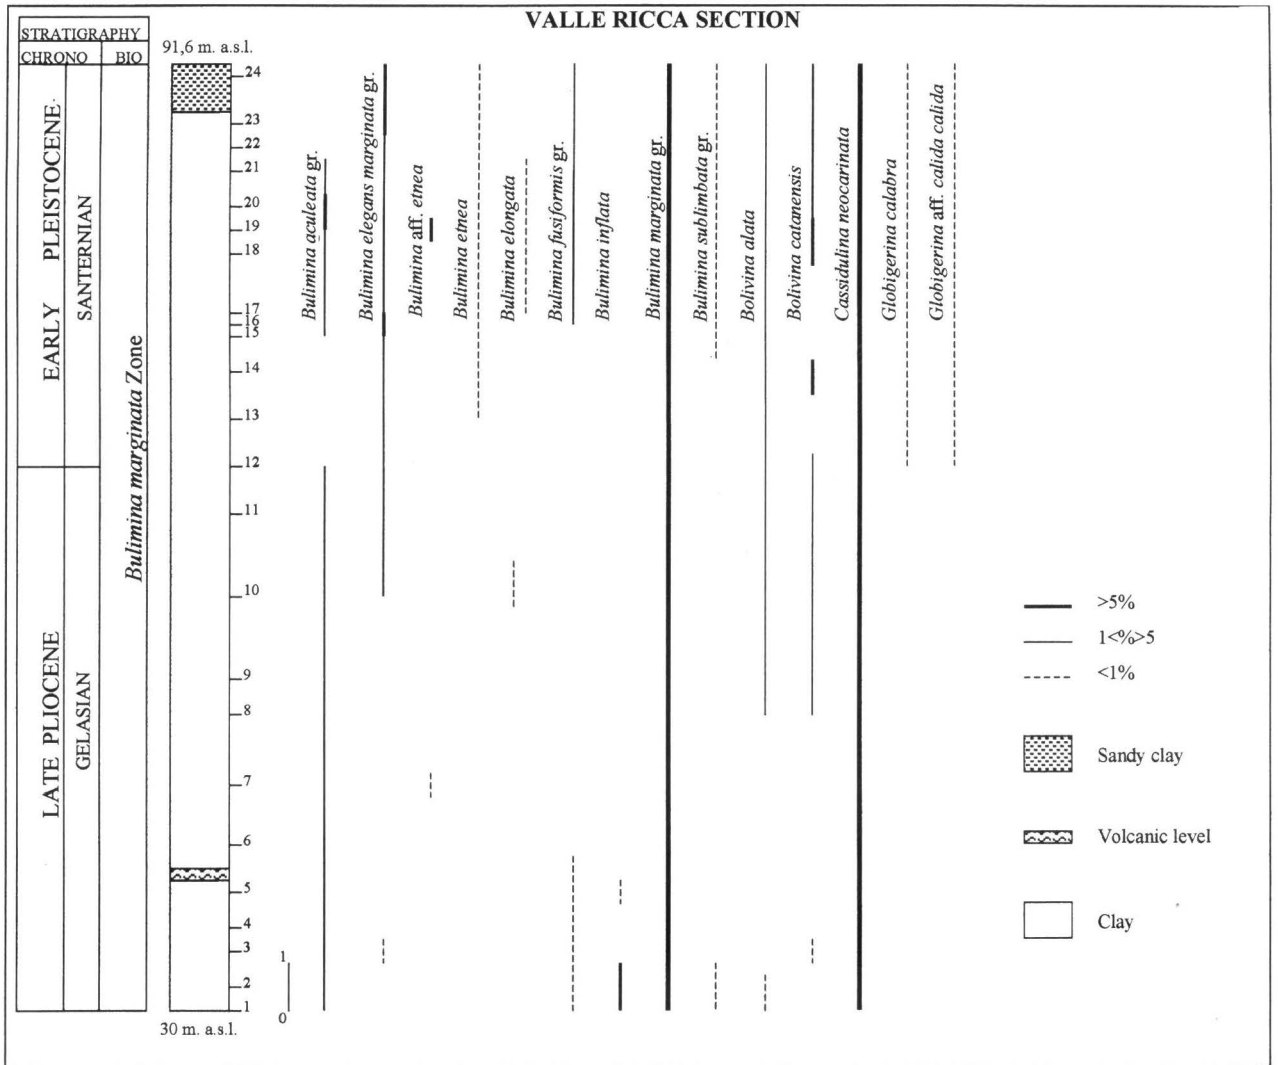 VALLE RICCA SECTION
STRATIGRAPHY
CHRONO BIO
91,6 m. a.s.l.
EARLY PLEISTOCENE
SANTERNIAN
LATE PLIOCENE
GELASIAN
Bulimina marginata Zone
24
23
22
21
20
19
18
17
16
15
14
13
12
11
10
9
8
7
6
5
4
3
2
1
30 m. a.s.l.
1
0
Bulimina aculeata gr.
Bulimina elegans marginata gr.
Bulimina aff. etnea
Bulimina etnea
Bulimina elongata
Bulimina fusiformis gr.
Bulimina inflata
Bulimina marginata gr.
Bulimina sublimbata gr.
Bolivina alata
Bolivina catanensis
Cassidulina neocarinata
Globigerina calabra
Globigerina aff. calida calida
>5%
1<%>5
<1%
Sandy clay
Volcanic level
Clay